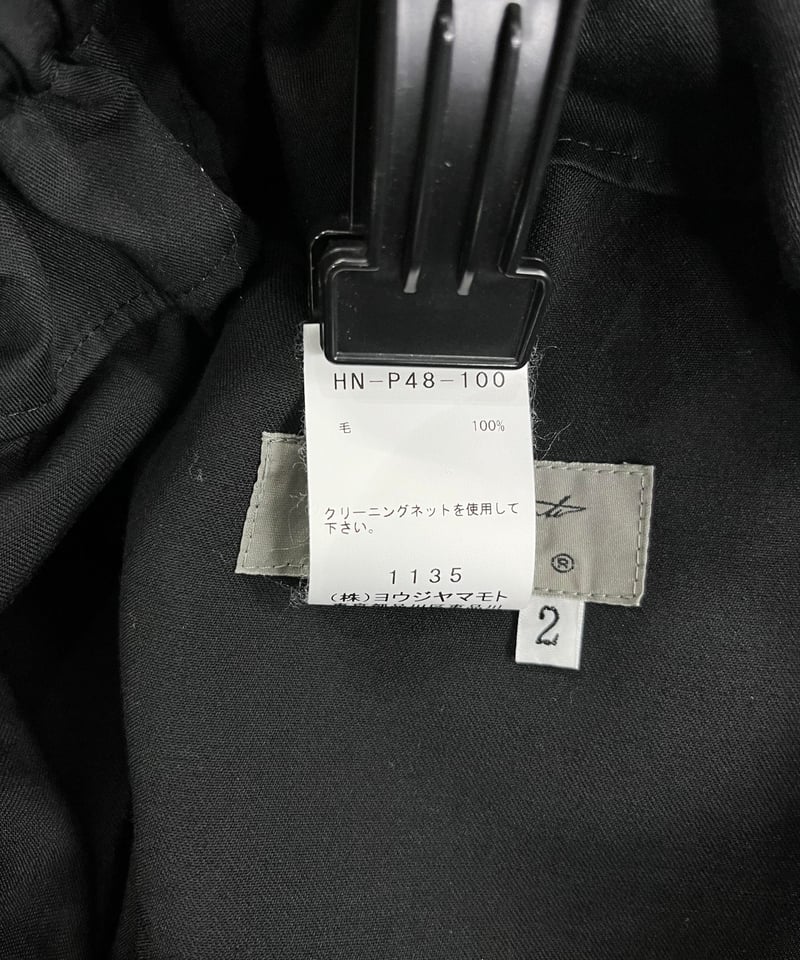 HN-P48-100
毛 100%
クリーニングネットを使用して
下さい。
1135
(株)ヨウジヤマモト
®
2